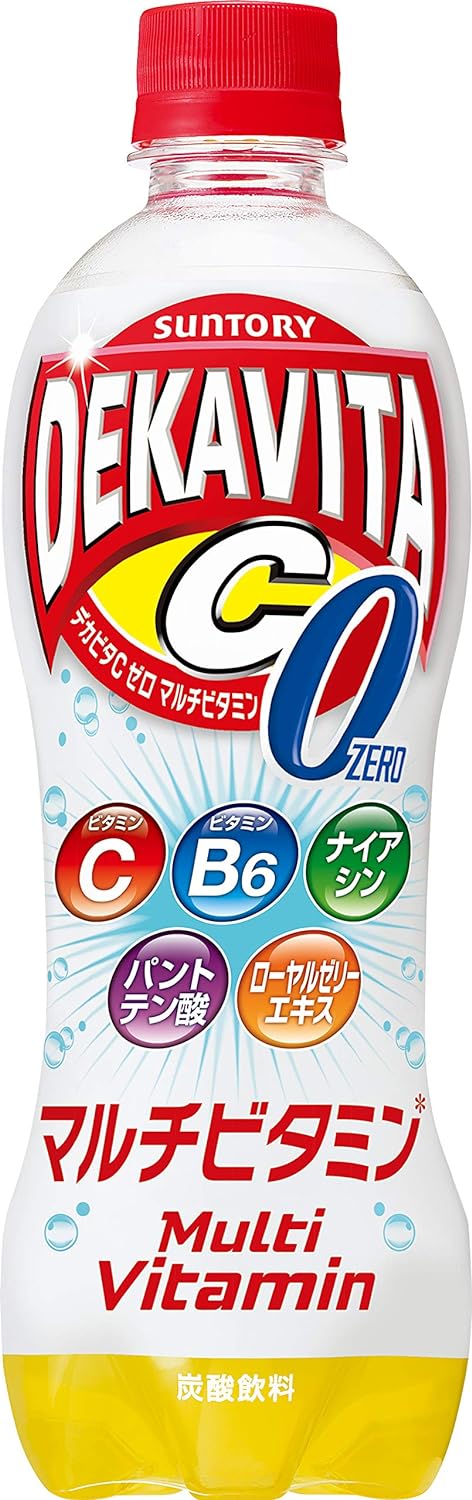 SUNTORY
DEKAVITA
C
0
ZERO
デカビタC ゼロ マルチビタミン
ビタミン
C
ビタミン
B6
ナイア
シン
パント
テン酸
ローヤルゼリー
エキス
マルチビタミン*
Multi
Vitamin
炭酸飲料